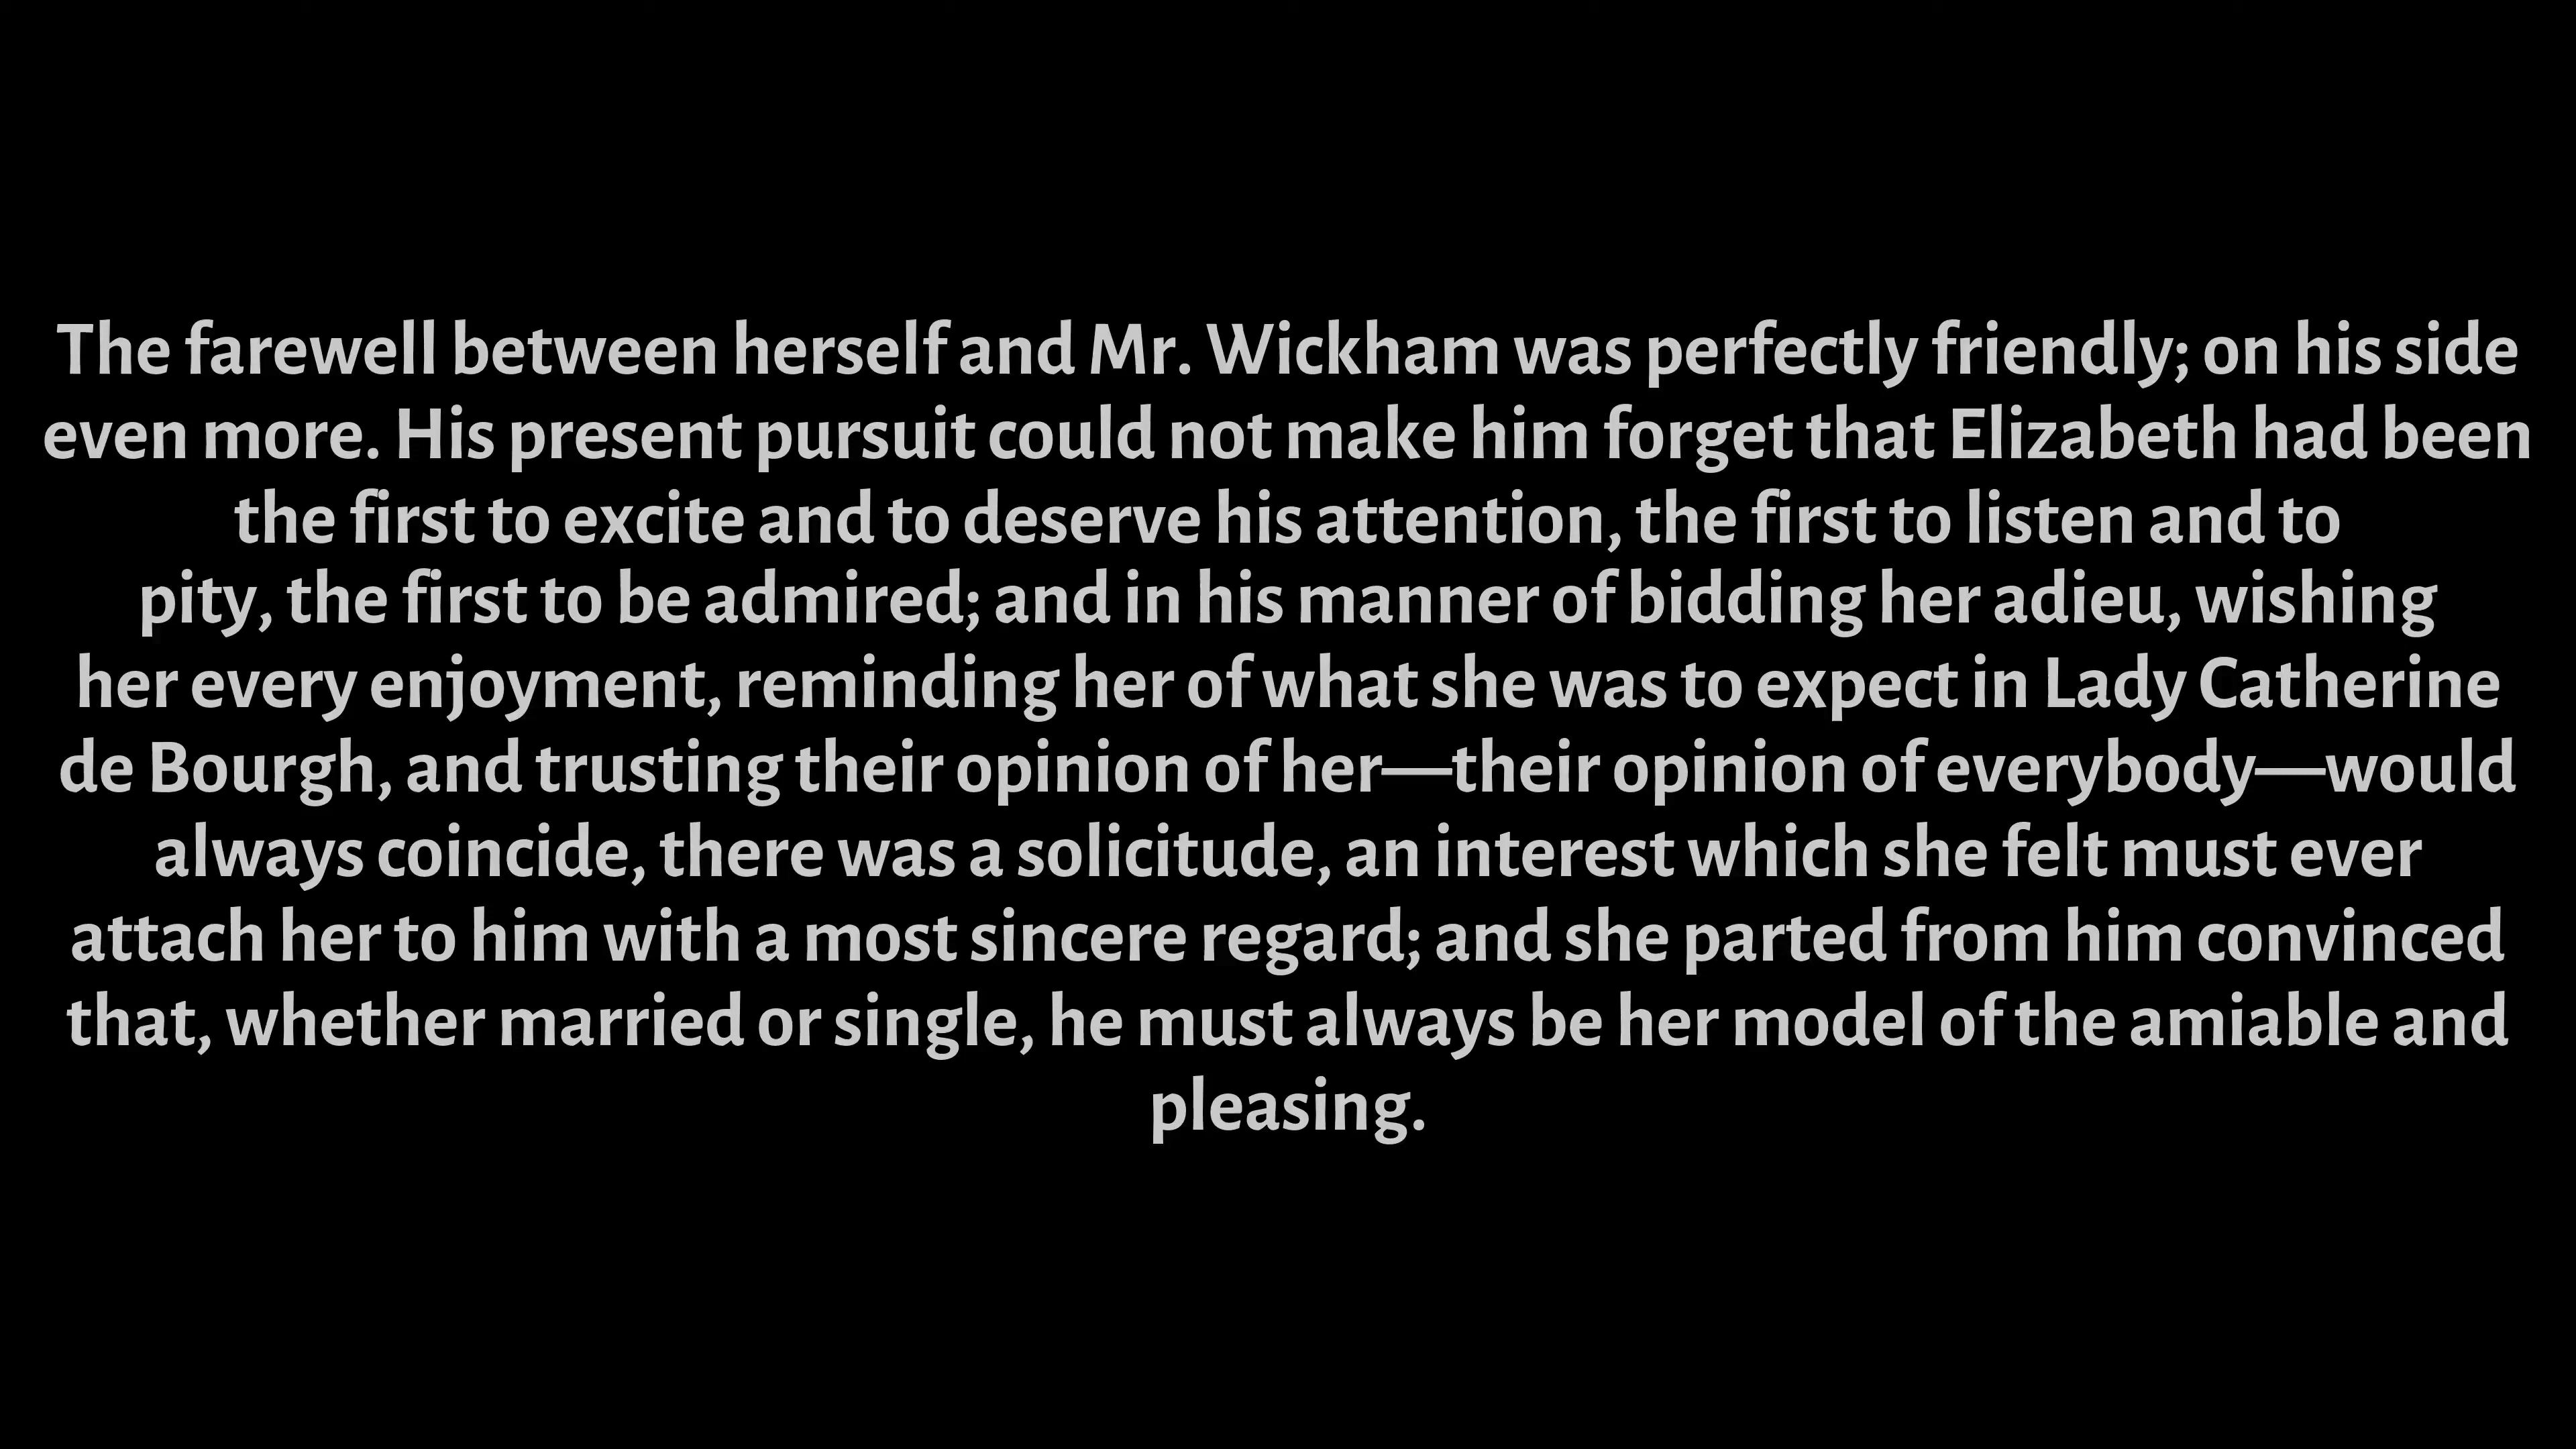 The farewell between herself and Mr. Wickham was perfectly friendly; on his side
even more. His present pursuit could not make him forget that Elizabeth had been
the first to excite and to deserve his attention, the first to listen and to
pity, the first to be admired; and in his manner of bidding her adieu, wishing
her every enjoyment, reminding her of what she was to expect in Lady Catherine
de Bourgh, and trusting their opinion of her—their opinion of everybody—would
always coincide, there was a solicitude, an interest which she felt must ever
attach her to him with a most sincere regard; and she parted from him convinced
that, whether married or single, he must always be her model of the amiable and
pleasing.